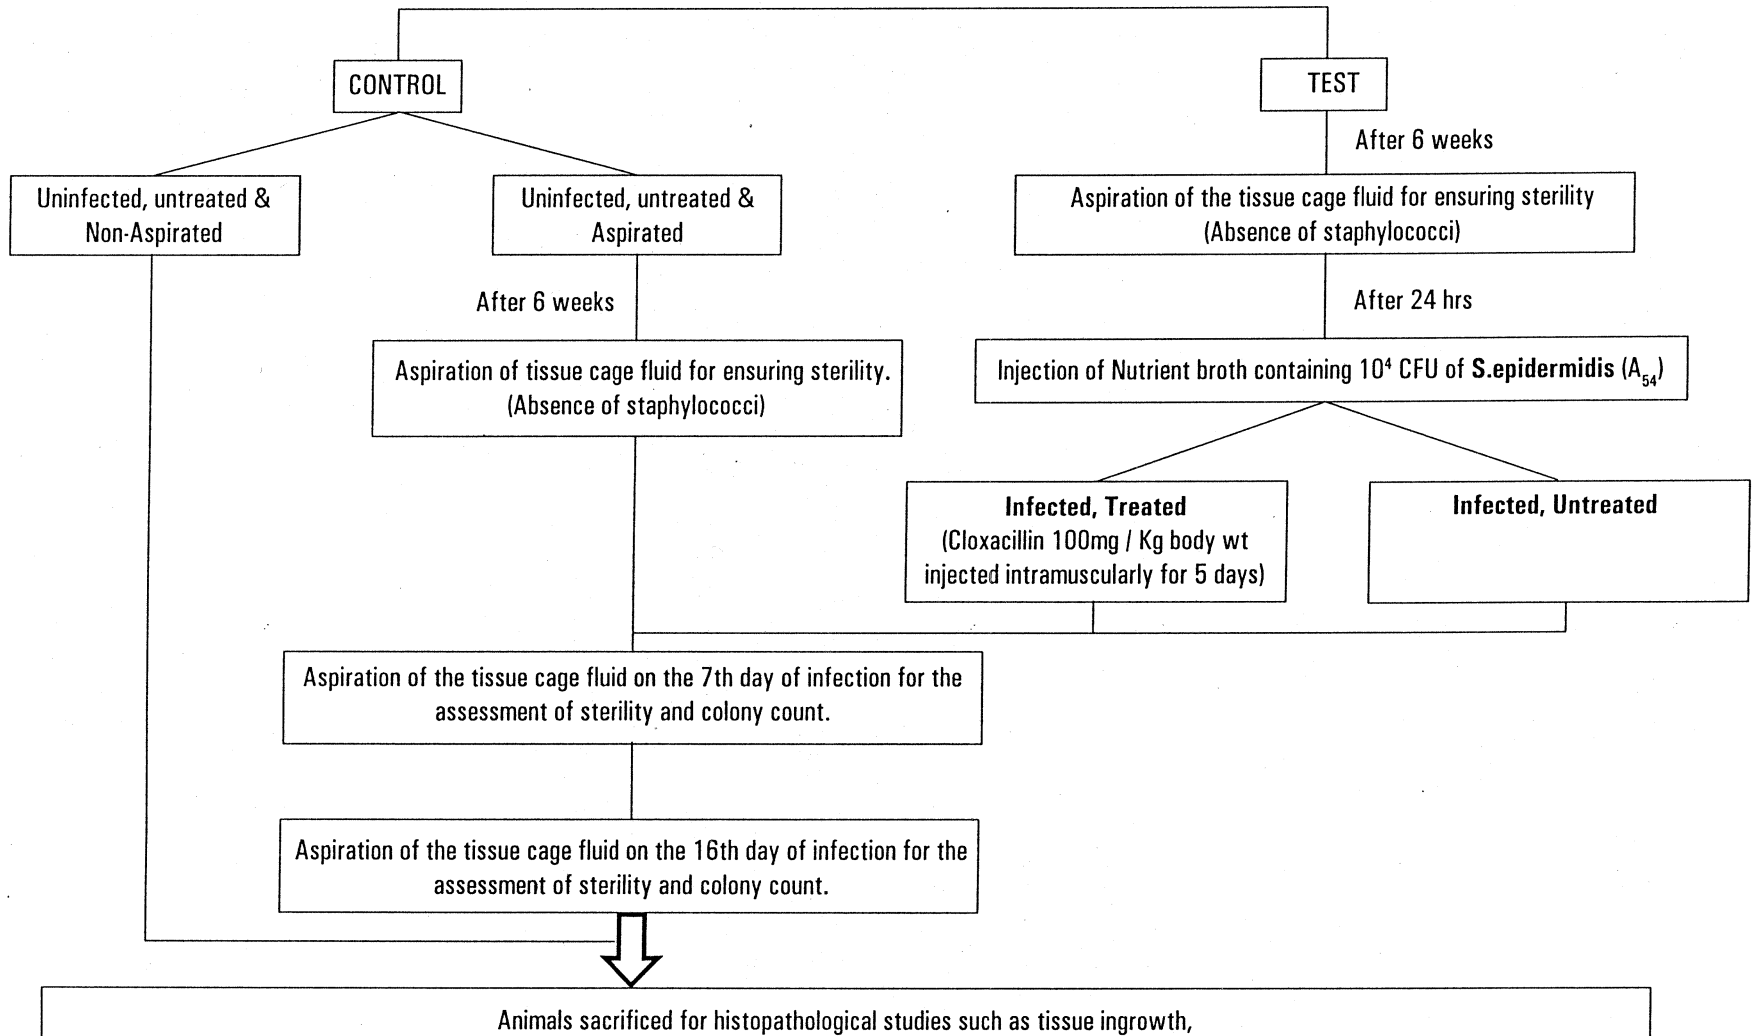 CONTROL
TEST
After 6 weeks
Uninfected, untreated &
Non-Aspirated
Uninfected, untreated &
Aspirated
Aspiration of the tissue cage fluid for ensuring sterility
(Absence of staphylococci)
After 6 weeks
After 24 hrs
Aspiration of tissue cage fluid for ensuring sterility.
(Absence of staphylococci)
Injection of Nutrient broth containing 10⁴ CFU of S.epidermidis (A₅₄)
Infected, Treated
(Cloxacillin 100mg / Kg body wt
injected intramuscularly for 5 days)
Infected, Untreated
Aspiration of the tissue cage fluid on the 7th day of infection for the
assessment of sterility and colony count.
Aspiration of the tissue cage fluid on the 16th day of infection for the
assessment of sterility and colony count.
Animals sacrificed for histopathological studies such as tissue ingrowth,